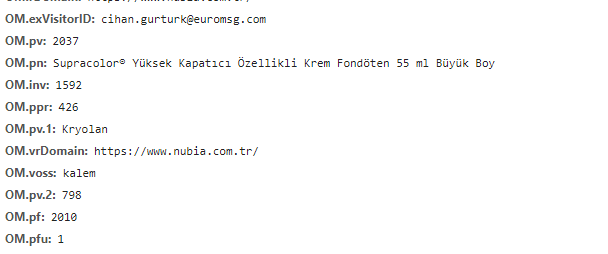 OM.exVisitorID: cihan.gurturk@euromsg.com
OM.pv: 2037
OM.pn: Supracolor® Yüksek Kapatıcı Özellikli Krem Fondöten 55 ml Büyük Boy
OM.inv: 1592
OM.ppr: 426
OM.pv.1: Kryolan
OM.vrDomain: https://www.nubia.com.tr/
OM.voss: kalem
OM.pv.2: 798
OM.pf: 2010
OM.pfu: 1